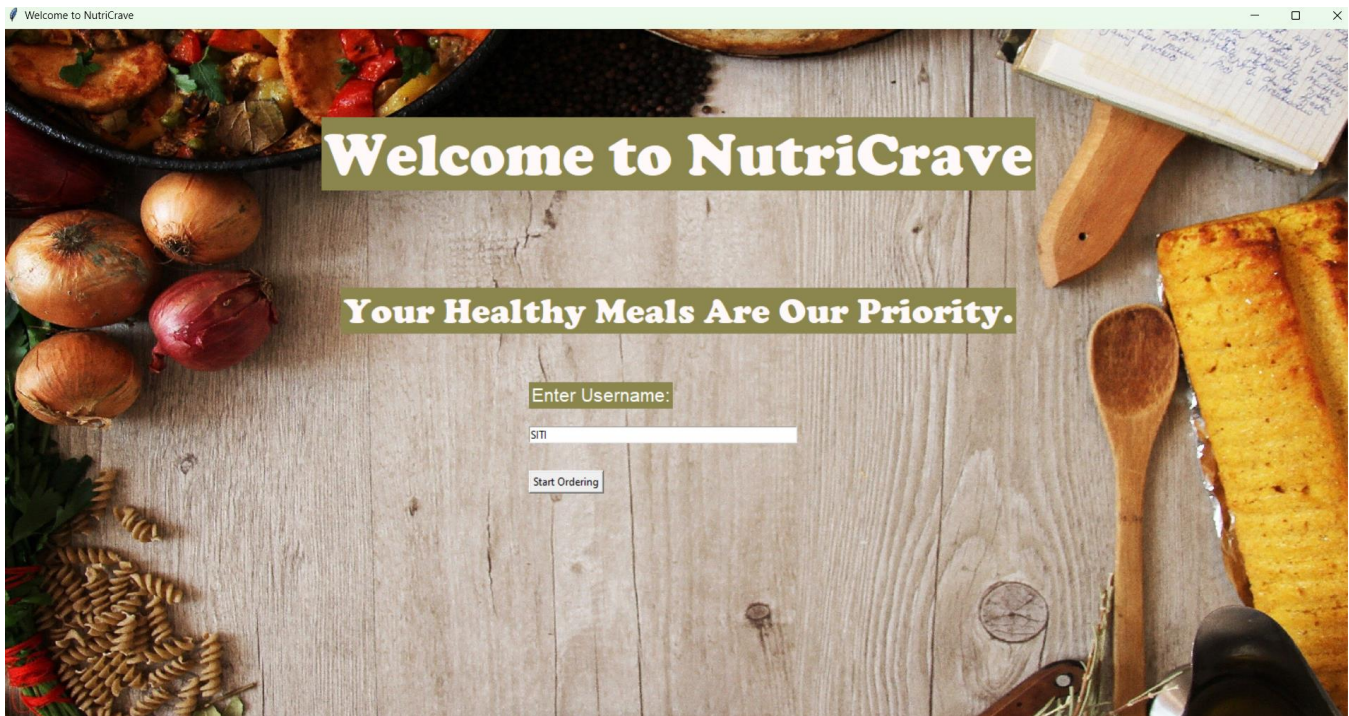 Welcome to NutriCrave
Welcome to NutriCrave
Your Healthy Meals Are Our Priority.
Enter Username:
SITI
Start Ordering